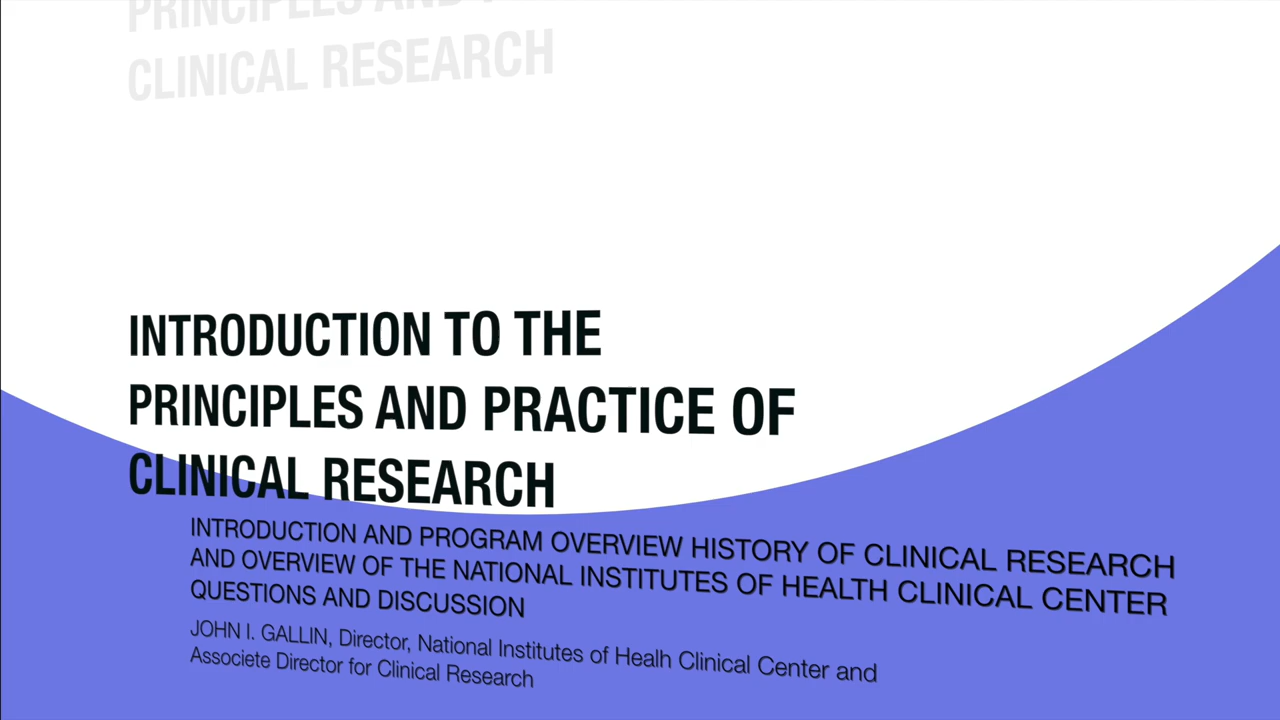 PRINCIPLES AND
CLINICAL RESEARCH
INTRODUCTION TO THE
PRINCIPLES AND PRACTICE OF
CLINICAL RESEARCH
INTRODUCTION AND PROGRAM OVERVIEW HISTORY OF CLINICAL RESEARCH
AND OVERVIEW OF THE NATIONAL INSTITUTES OF HEALTH CLINICAL CENTER
QUESTIONS AND DISCUSSION
JOHN I. GALLIN, Director, National Institutes of Healh Clinical Center and
Associete Director for Clinical Research